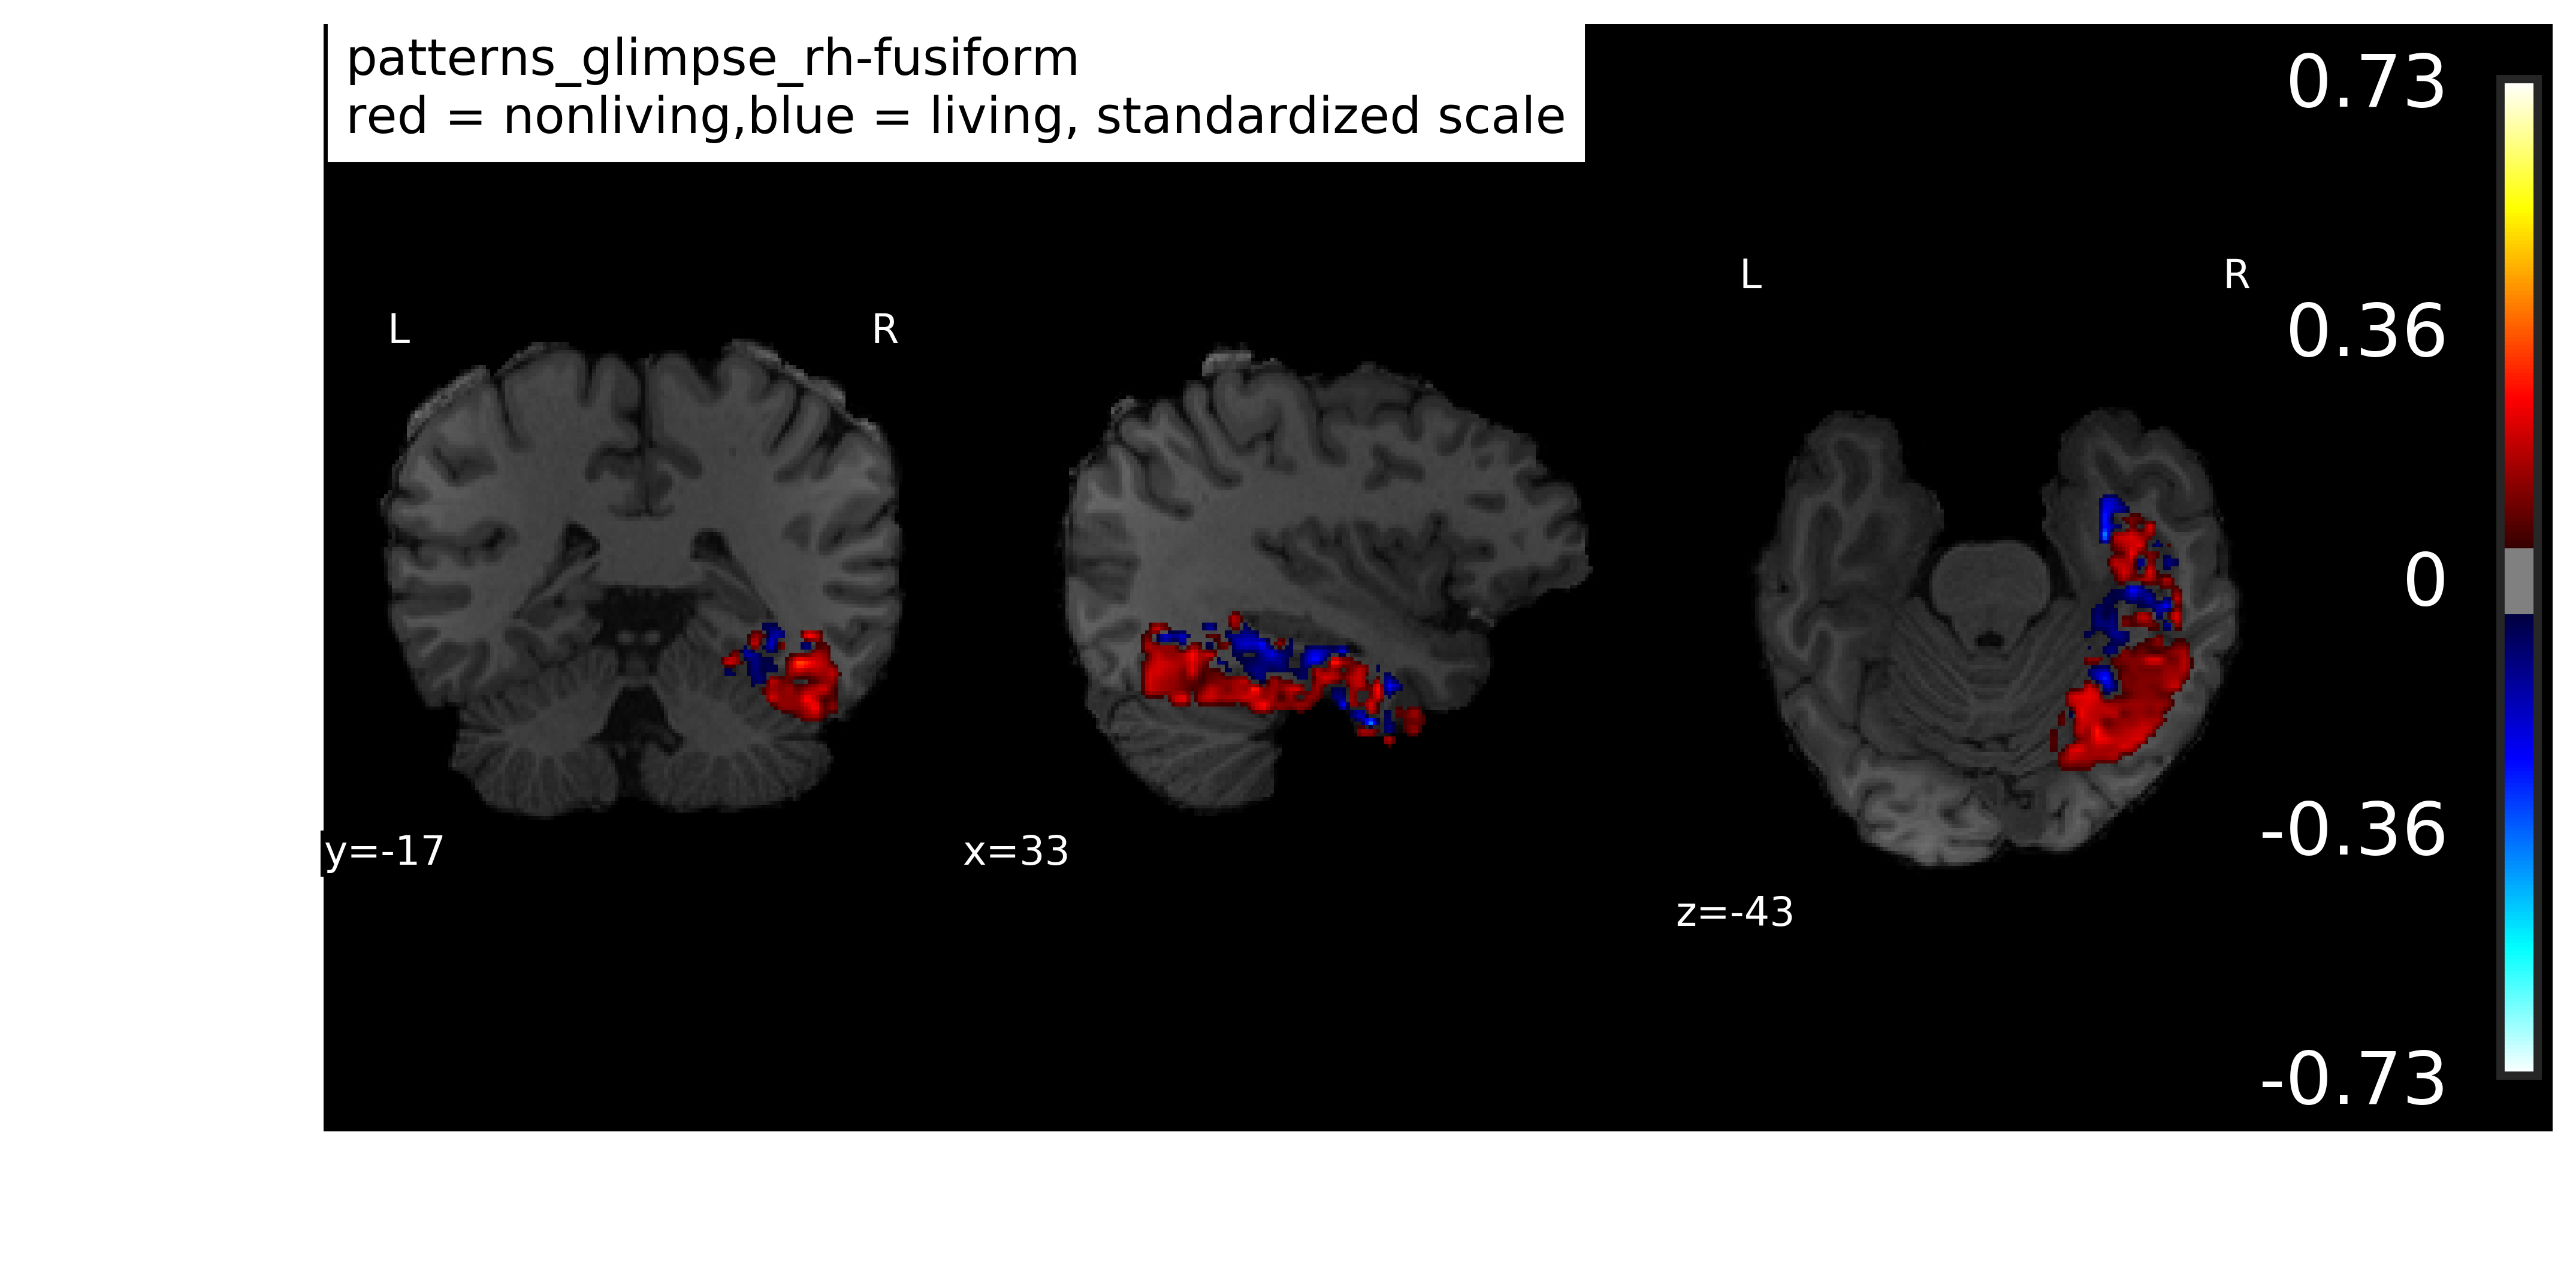 patterns_glimpse_rh-fusiform
red = nonliving,blue = living, standardized scale
L
R
y=-17
x=33
L
R
z=-43
0.73
0.36
0
-0.36
-0.73